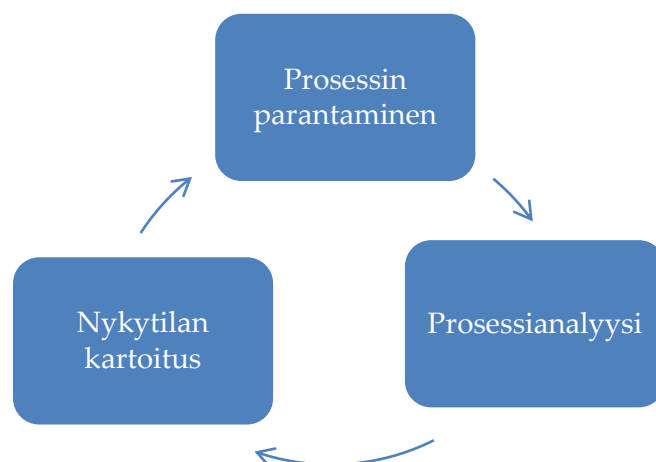 Prosessin
parantaminen
Prosessianalyysi
Nykytilan
kartoitus